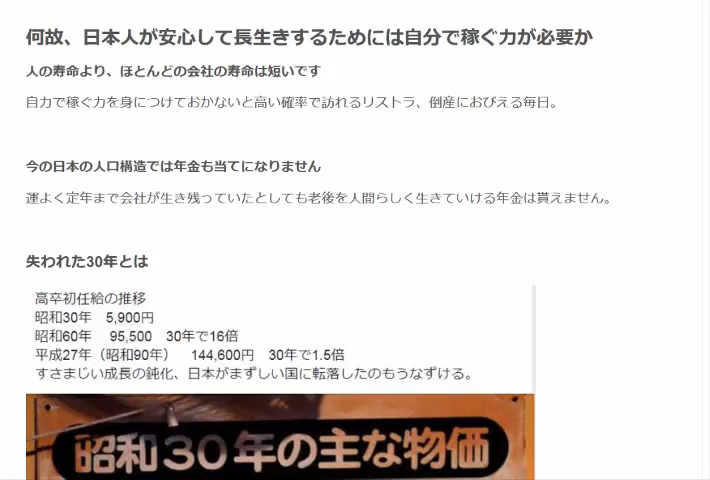 何故、日本人が安心して長生きするためには自分で稼ぐ力が必要か
人の寿命より、ほとんどの会社の寿命は短いです
自力で稼ぐ力を身につけておかないと高い確率で訪れるリストラ、倒産におびえる毎日。
今の日本の人口構造では年金も当てになりません
運よく定年まで会社が生き残っていたとしても老後を人間らしく生きていける年金は貰えません。
失われた30年とは
高卒初任給の推移
昭和30年　5,900円
昭和60年　 95,500　30年で16倍
平成27年（昭和90年）　144,600円　30年で1.5倍
すさまじい成長の鈍化、日本がまずしい国に転落したのもうなずける。
昭和30年の主な物価